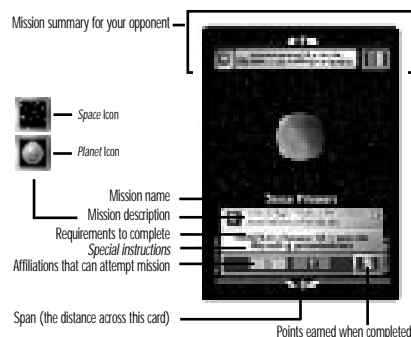 Mission summary for your opponent
Space Icon
Planet Icon
Mission name
Mission description
Requirements to complete
Special instructions
Affiliations that can attempt mission
Span (the distance across this card)
Points earned when completed